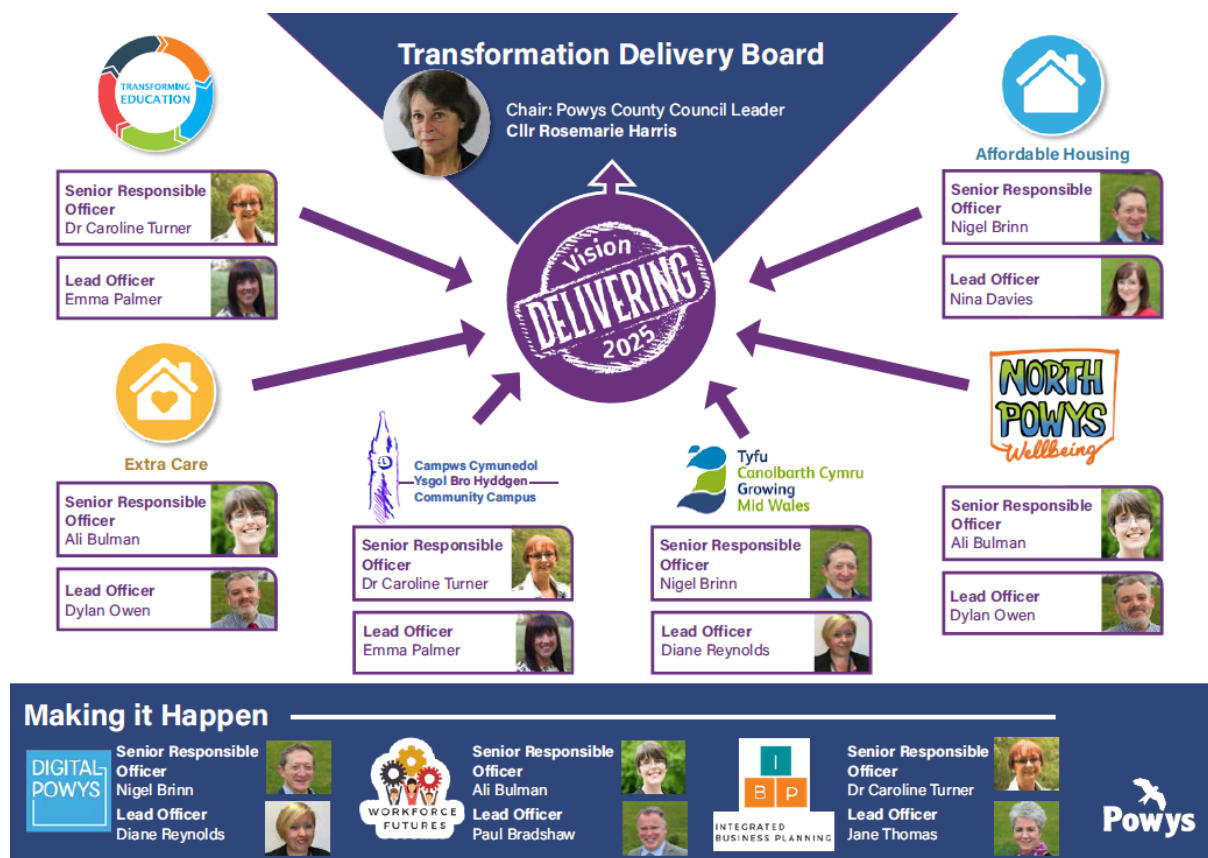 Transformation Delivery Board
Chair: Powys County Council Leader
Cllr Rosemarie Harris
TRANSFORMING
EDUCATION
Senior Responsible
Officer
Dr Caroline Turner
Lead Officer
Emma Palmer
Affordable Housing
Senior Responsible
Officer
Nigel Brinn
Lead Officer
Nina Davies
Vision
DELIVERING
2025
Extra Care
Senior Responsible
Officer
Ali Bulman
Lead Officer
Dylan Owen
Campws Cymunedol
Ysgol Bro Hyddgen
Community Campus
Senior Responsible
Officer
Dr Caroline Turner
Lead Officer
Emma Palmer
Tyfu
Canolbarth Cymru
Growing
Mid Wales
Senior Responsible
Officer
Nigel Brinn
Lead Officer
Diane Reynolds
NORTH
POWYS
Wellbeing
Senior Responsible
Officer
Ali Bulman
Lead Officer
Dylan Owen
Making it Happen
DIGITAL
POWYS
Senior Responsible
Officer
Nigel Brinn
Lead Officer
Diane Reynolds
WORKFORCE
FUTURES
Senior Responsible
Officer
Ali Bulman
Lead Officer
Paul Bradshaw
I
B P
INTEGRATED
BUSINESS PLANNING
Senior Responsible
Officer
Dr Caroline Turner
Lead Officer
Jane Thomas
Powys